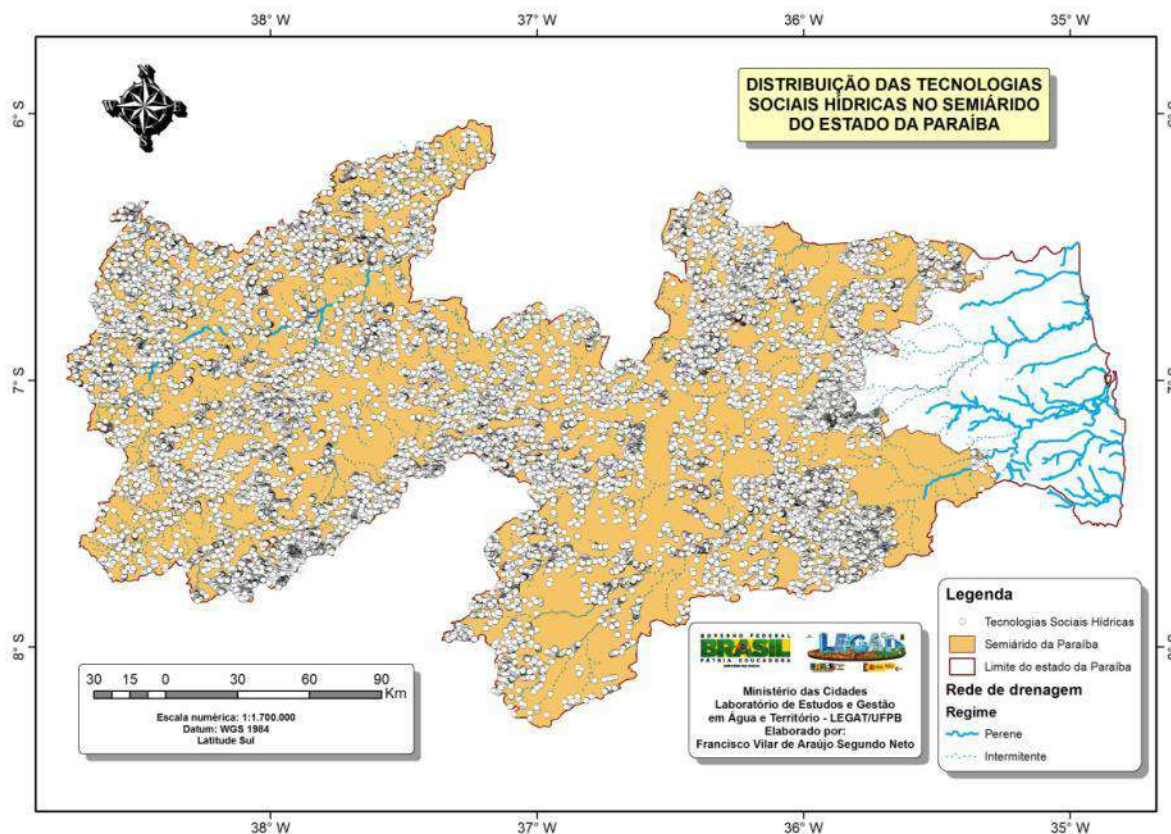 38° W
37° W
36° W
35° W
6° S
DISTRIBUIÇÃO DAS TECNOLOGIAS
SOCIAIS HÍDRICAS NO SEMIÁRIDO
DO ESTADO DA PARAÍBA
7° S
8° S
30 15 0 30 60 90
Km
Escala numérica: 1:1.700.000
Datum: WGS 1984
Latitude Sul
GOVERNO FEDERAL
BRASIL
PÁTRIA EDUCADORA
LEGAT
Ministério das Cidades
Laboratório de Estudos e Gestão
em Água e Território - LEGAT/UFPB
Elaborado por:
Francisco Vilar de Araújo Segundo Neto
Legenda
Tecnologias Sociais Hídricas
Semiárido da Paraíba
Limite do estado da Paraíba
Rede de drenagem
Regime
Perene
Intermitente
38° W
37° W
36° W
35° W